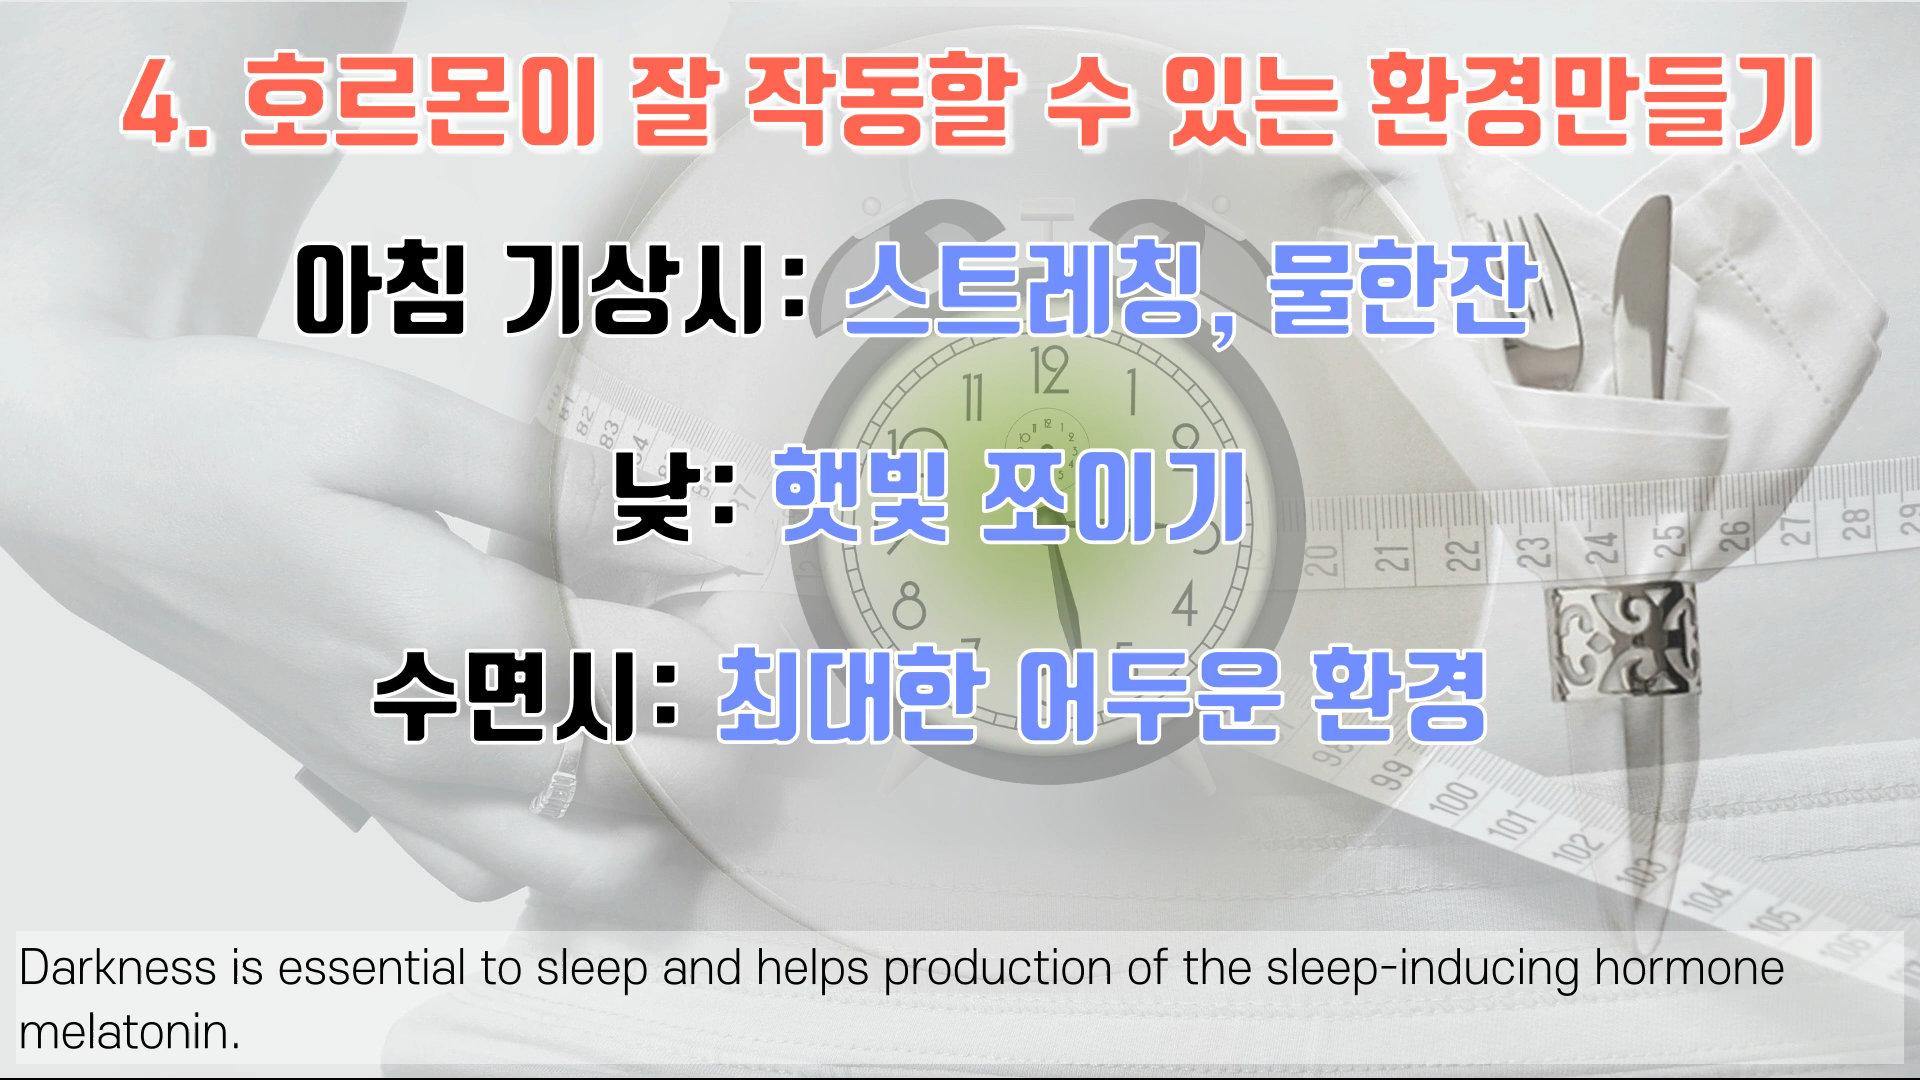 4. 호르몬이 잘 작동할 수 있는 환경만들기
아침 기상시: 스트레칭, 물한잔
낮: 햇빛 쪼이기
수면시: 최대한 어두운 환경
Darkness is essential to sleep and helps production of the sleep-inducing hormone
melatonin.